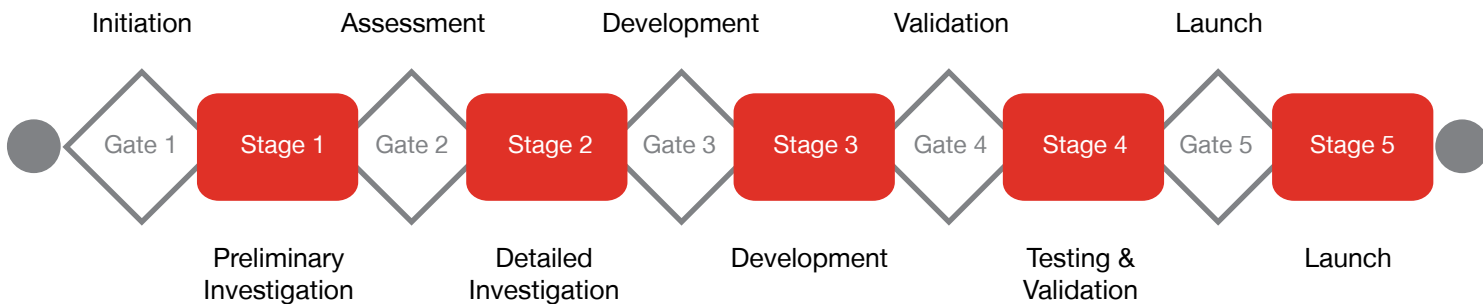 Initiation
Assessment
Development
Validation
Launch
Gate 1
Stage 1
Gate 2
Stage 2
Gate 3
Stage 3
Gate 4
Stage 4
Gate 5
Stage 5
Preliminary
Investigation
Detailed
Investigation
Development
Testing &
Validation
Launch